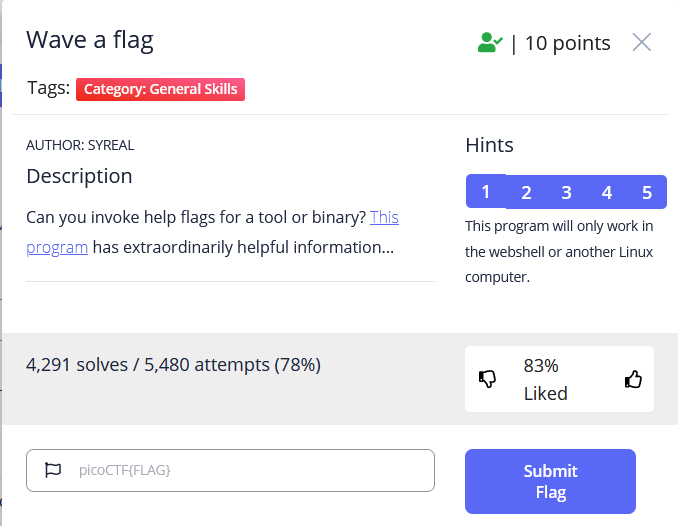 Wave a flag
| 10 points
Tags: Category: General Skills
AUTHOR: SYREAL
Description
Can you invoke help flags for a tool or binary? This
program has extraordinarily helpful information...
Hints
1 2 3 4 5
This program will only work in
the webshell or another Linux
computer.
4,291 solves / 5,480 attempts (78%)
83%
Liked
picoCTF{FLAG}
Submit
Flag